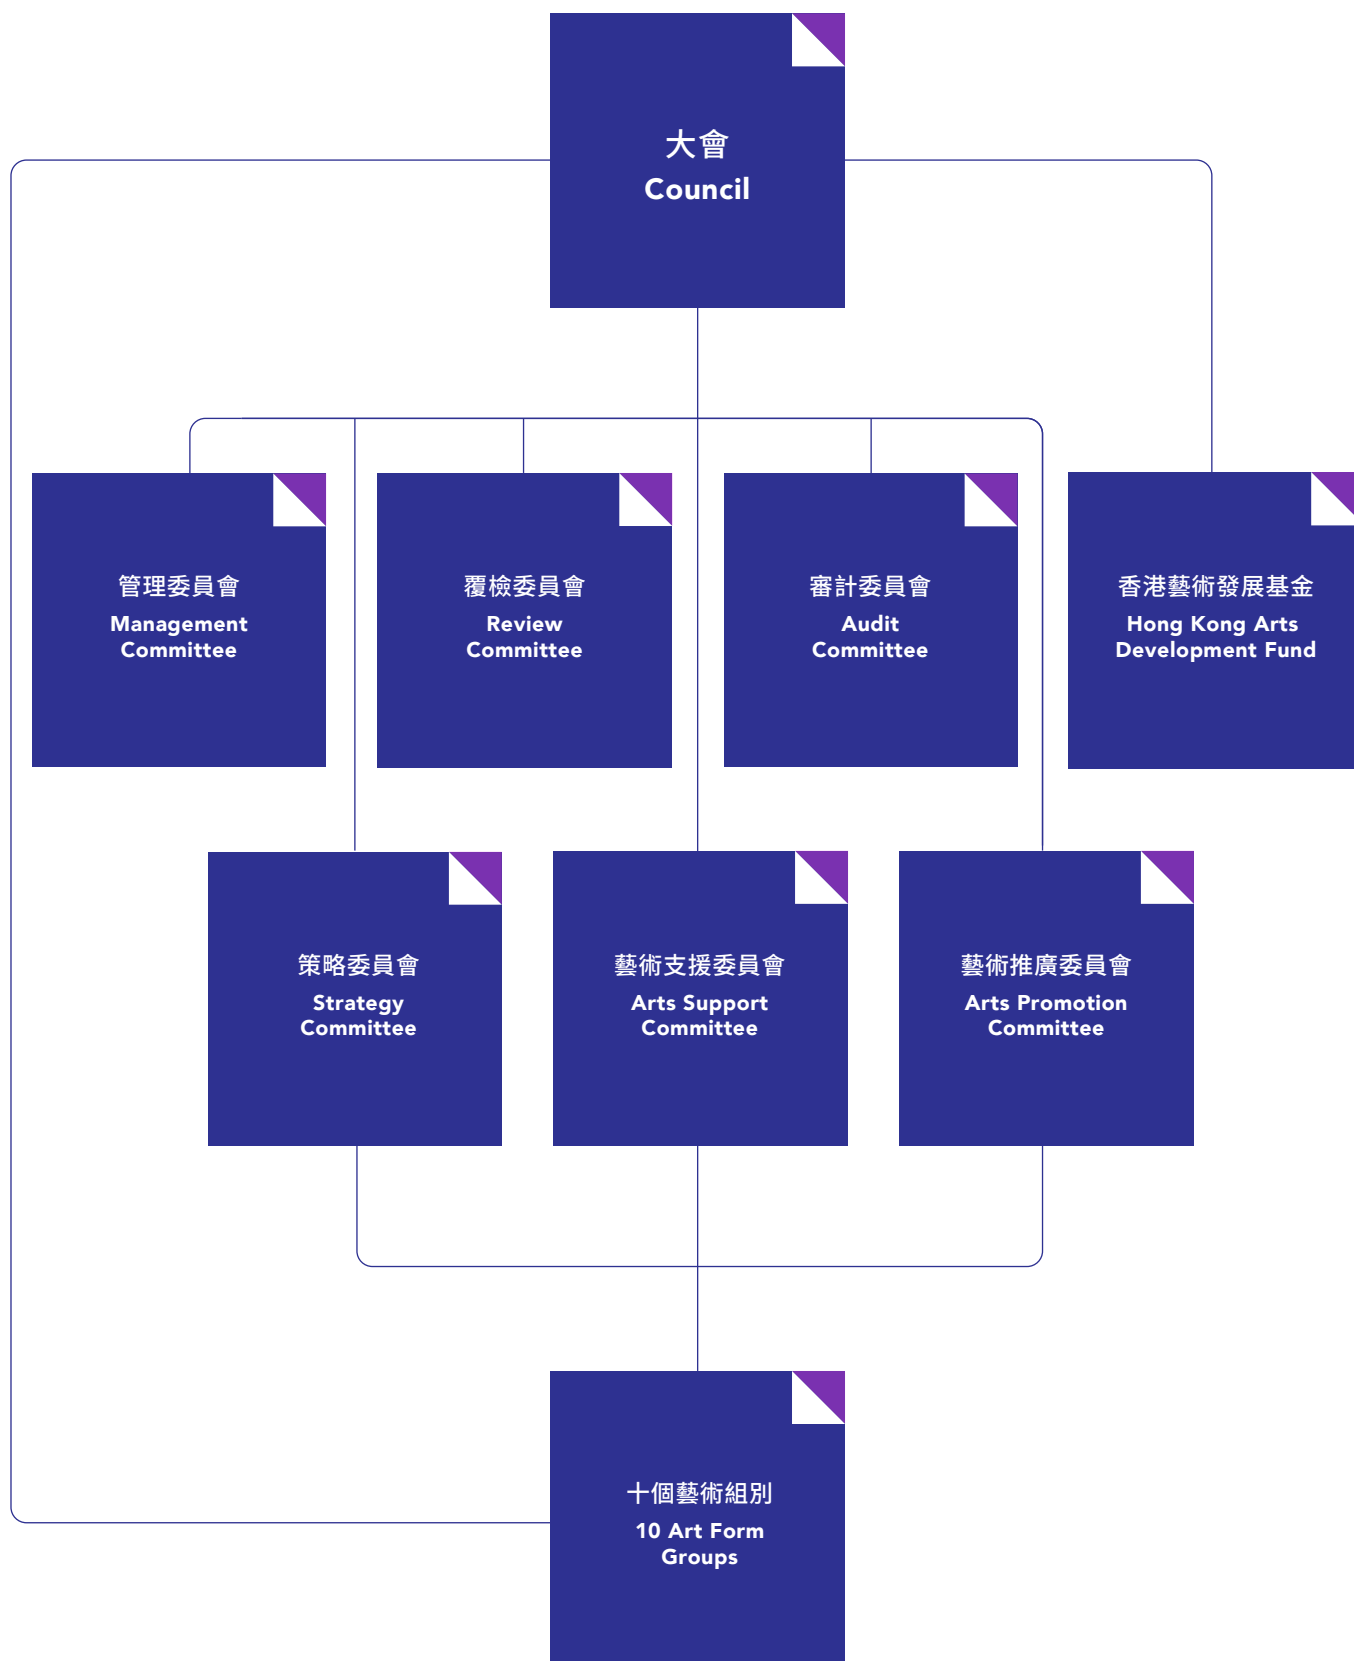 大會
Council
管理委員會
Management
Committee
覆檢委員會
Review
Committee
審計委員會
Audit
Committee
香港藝術發展基金
Hong Kong Arts
Development Fund
策略委員會
Strategy
Committee
藝術支援委員會
Arts Support
Committee
藝術推廣委員會
Arts Promotion
Committee
十個藝術組別
10 Art Form
Groups